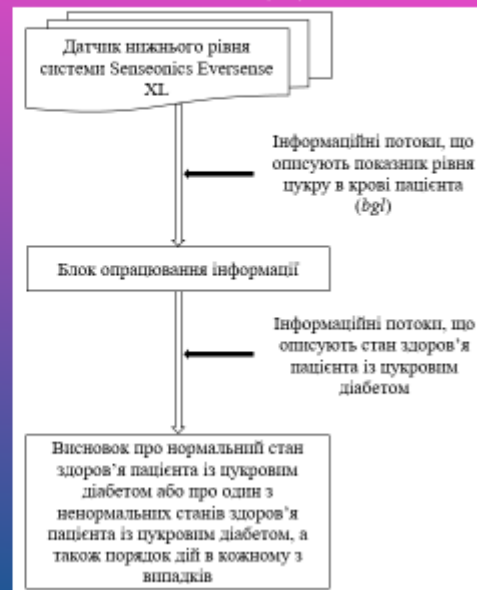 Датчик нижнього рівня
системи Senseonics Eversense
XL
Інформаційні потоки, що
описують показник рівня
цукру в крові пацієнта
(bgl)
Блок опрацювання інформації
Інформаційні потоки, що
описують стан здоров’я
пацієнта із цукровим
діабетом
Висновок про нормальний стан
здоров’я пацієнта із цукровим
діабетом або про один з
ненормальних станів здоров’я
пацієнта із цукровим діабетом, а
також порядок дій в кожному з
випадків